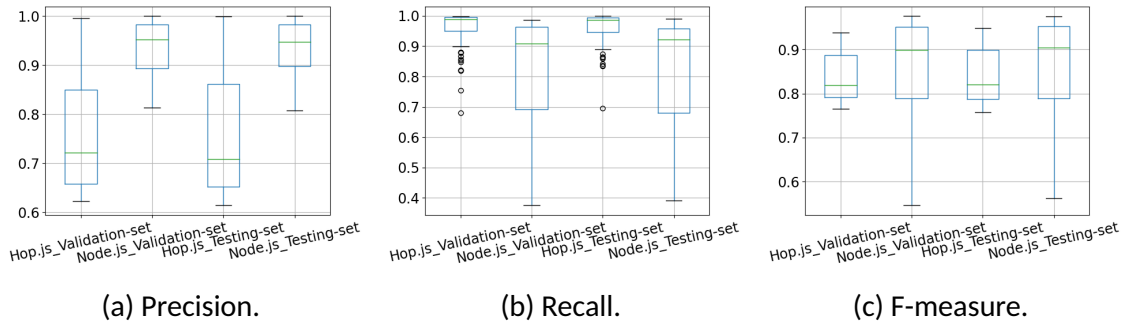 1.0
0.9
0.8
0.7
0.6
Hop.js_Validation-set
Node.js_Validation-set
Hop.js_Testing-set
Node.js_Testing-set
(a) Precision.
1.0
0.9
0.8
0.7
0.6
0.5
0.4
Hop.js_Validation-set
Node.js_Validation-set
Hop.js_Testing-set
Node.js_Testing-set
(b) Recall.
0.9
0.8
0.7
0.6
Hop.js_Validation-set
Node.js_Validation-set
Hop.js_Testing-set
Node.js_Testing-set
(c) F-measure.